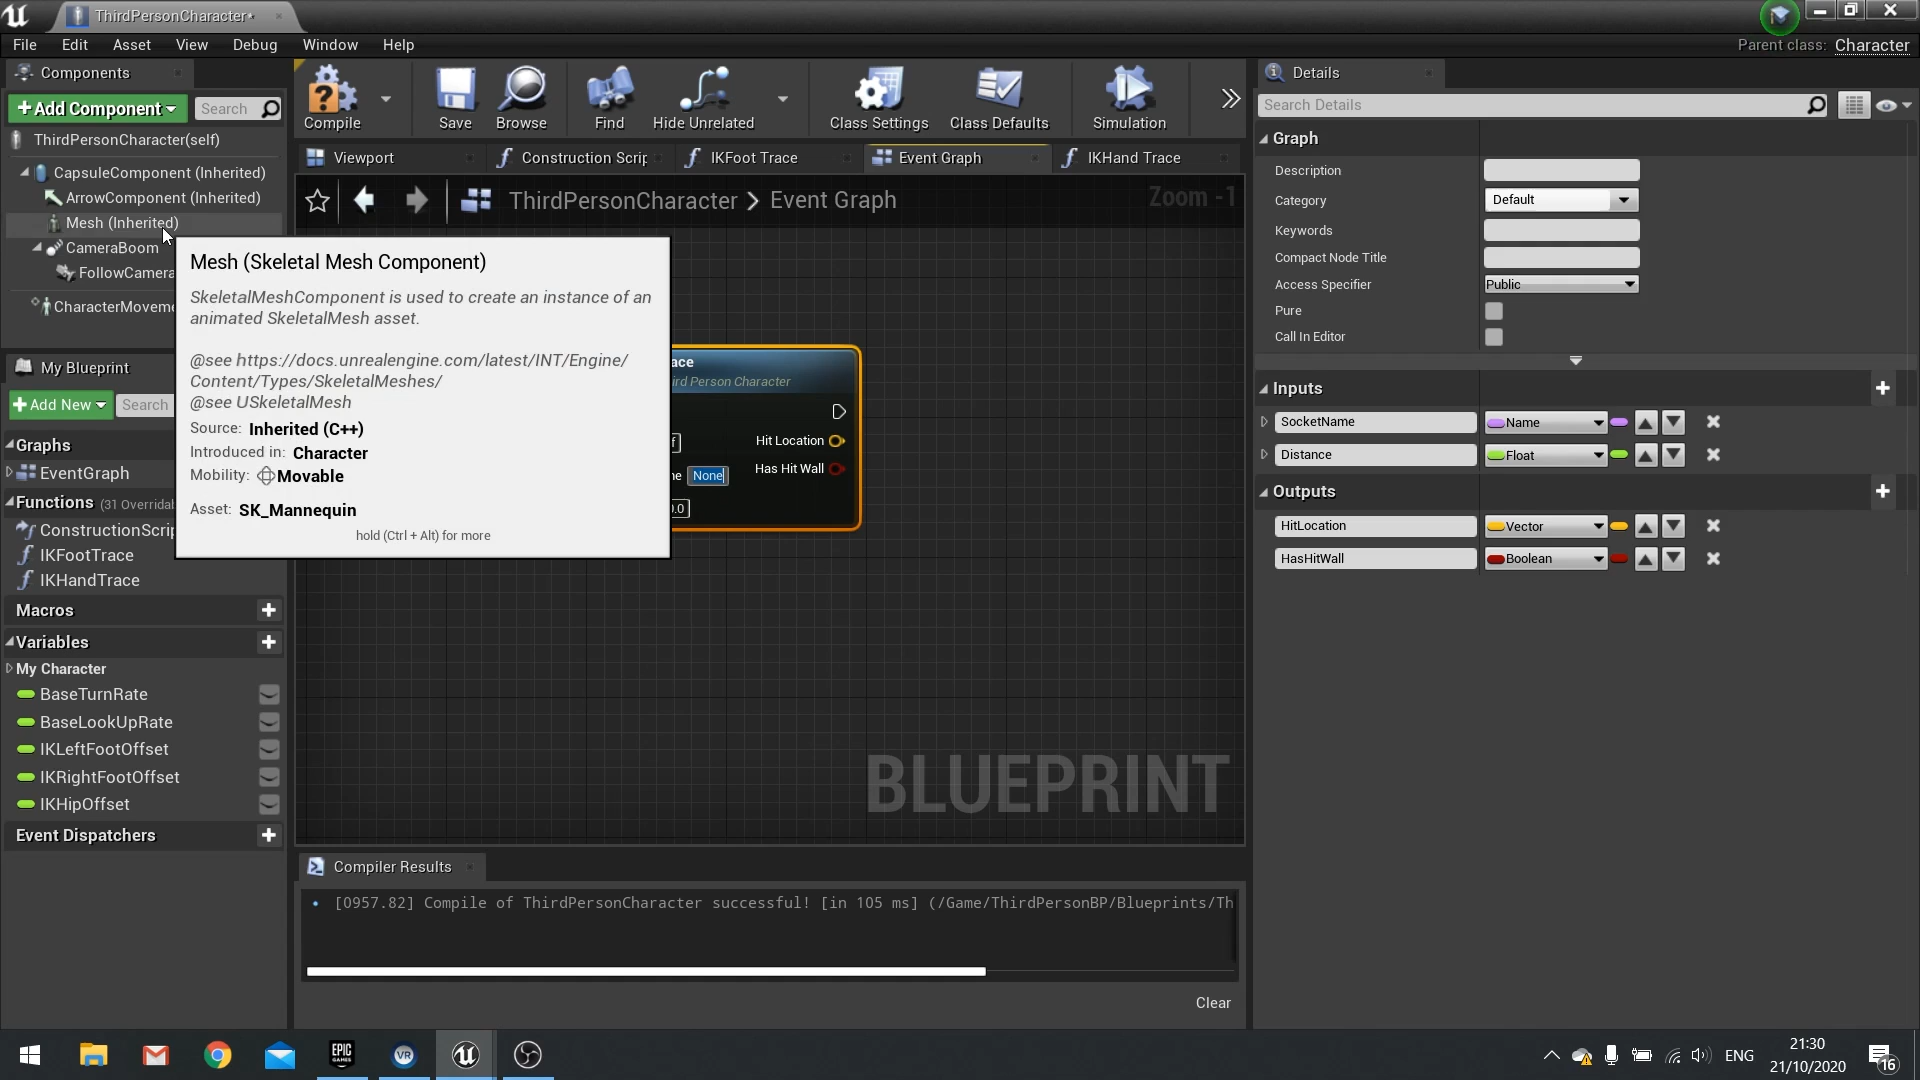 ThirdPersonCharacter*
File Edit Asset View Debug Window Help
Parent class: Character
Components
Add Component
Search
ThirdPersonCharacter(self)
CapsuleComponent (Inherited)
ArrowComponent (Inherited)
Mesh (Inherited)
CameraBoom
FollowCamera
CharacterMoveme
My Blueprint
Add New
Search
Graphs
EventGraph
Functions (31 Overridal
ConstructionScrip
IKFootTrace
IKHandTrace
Macros
Variables
My Character
BaseTurnRate
BaseLookUpRate
IKLeftFootOffset
IKRightFootOffset
IKHipOffset
Event Dispatchers
Compile
Save
Browse
Find
Hide Unrelated
Class Settings
Class Defaults
Simulation
Viewport
Construction Scrip
IKFoot Trace
Event Graph
IKHand Trace
ThirdPersonCharacter > Event Graph
Zoom -1
Mesh (Skeletal Mesh Component)
SkeletalMeshComponent is used to create an instance of an
animated SkeletalMesh asset.
@see https://docs.unrealengine.com/latest/INT/Engine/
Content/Types/SkeletalMeshes/
@see USkeletalMesh
Source: Inherited (C++)
Introduced in: Character
Mobility: Movable
Asset: SK_Mannequin
hold (Ctrl + Alt) for more
ace
ird Person Character
f
Hit Location
ne None
Has Hit Wall
0.0
BLUEPRINT
Compiler Results
[0957.82] Compile of ThirdPersonCharacter successful! [in 105 ms] (/Game/ThirdPersonBP/Blueprints/Th
Clear
Details
Search Details
Graph
Description
Category Default
Keywords
Compact Node Title
Access Specifier Public
Pure
Call In Editor
Inputs
SocketName Name
Distance Float
Outputs
HitLocation Vector
HasHitWall Boolean
EPIC
GAMES
VR
ENG
21:30
21/10/2020
16